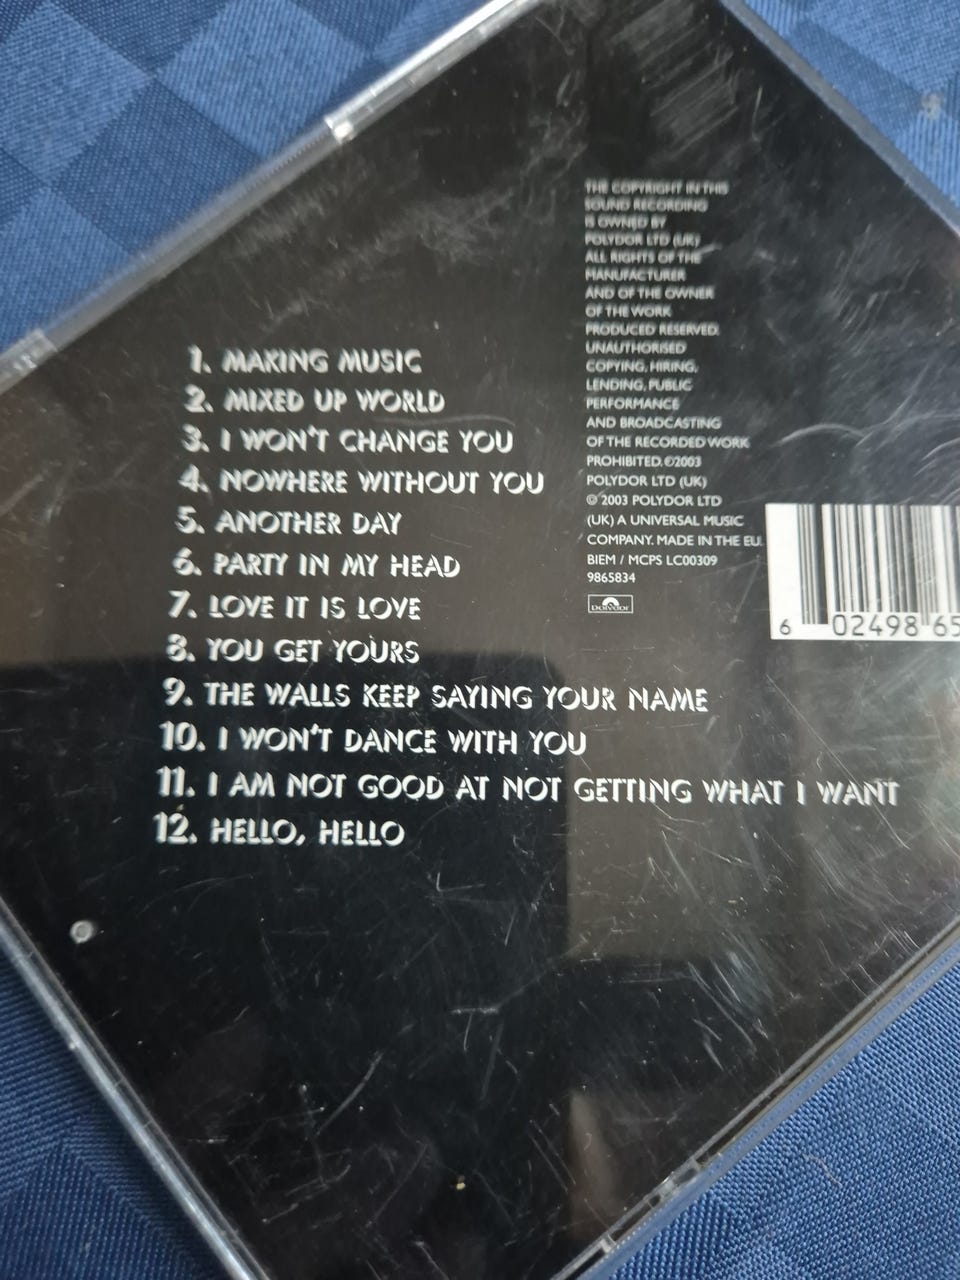 1. MAKING MUSIC
2. MIXED UP WORLD
3. I WON'T CHANGE YOU
4. NOWHERE WITHOUT YOU
5. ANOTHER DAY
6. PARTY IN MY HEAD
7. LOVE IT IS LOVE
8. YOU GET YOURS
9. THE WALLS KEEP SAYING YOUR NAME
10. I WON'T DANCE WITH YOU
11. I AM NOT GOOD AT NOT GETTING WHAT I WANT
12. HELLO, HELLO
THE COPYRIGHT IN THIS
SOUND RECORDING
IS OWNED BY
POLYDOR LTD (UK)
ALL RIGHTS OF THE
MANUFACTURER
AND OF THE OWNER
OF THE WORK
PRODUCED RESERVED.
UNAUTHORISED
COPYING, HIRING,
LENDING, PUBLIC
PERFORMANCE
AND BROADCASTING
OF THE RECORDED WORK
PROHIBITED. ℗2003
POLYDOR LTD (UK)
© 2003 POLYDOR LTD
(UK) A UNIVERSAL MUSIC
COMPANY. MADE IN THE EU.
BIEM / MCPS LC00309
9865834
polydor
6 02498 65